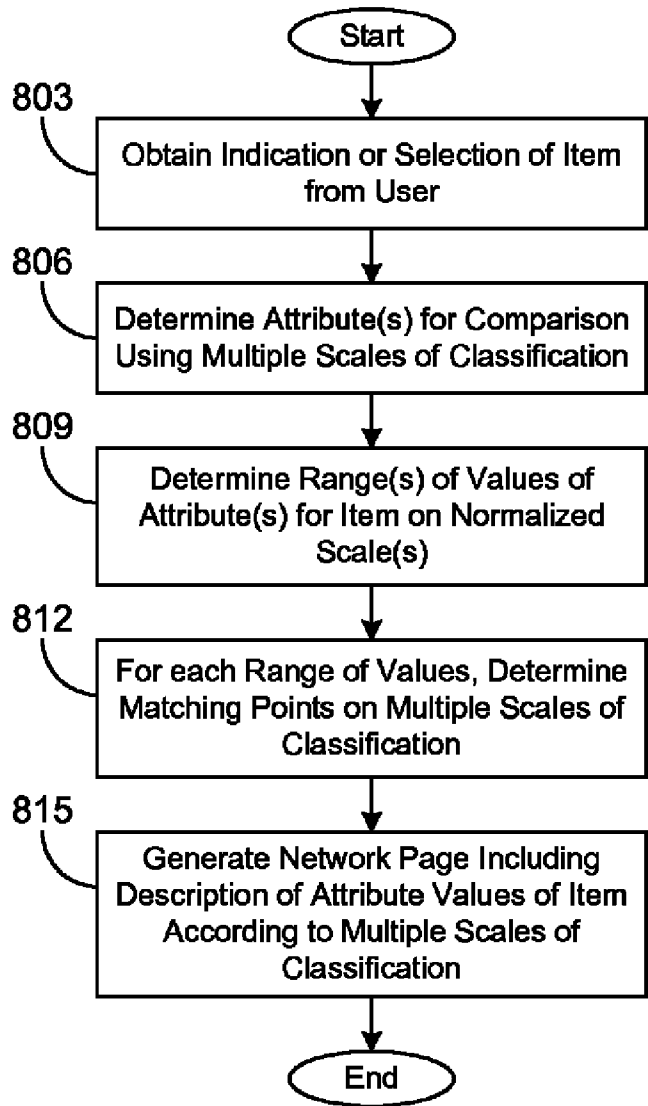 Start
803
Obtain Indication or Selection of Item
from User
806
Determine Attribute(s) for Comparison
Using Multiple Scales of Classification
809
Determine Range(s) of Values of
Attribute(s) for Item on Normalized
Scale(s)
812
For each Range of Values, Determine
Matching Points on Multiple Scales of
Classification
815
Generate Network Page Including
Description of Attribute Values of Item
According to Multiple Scales of
Classification
End